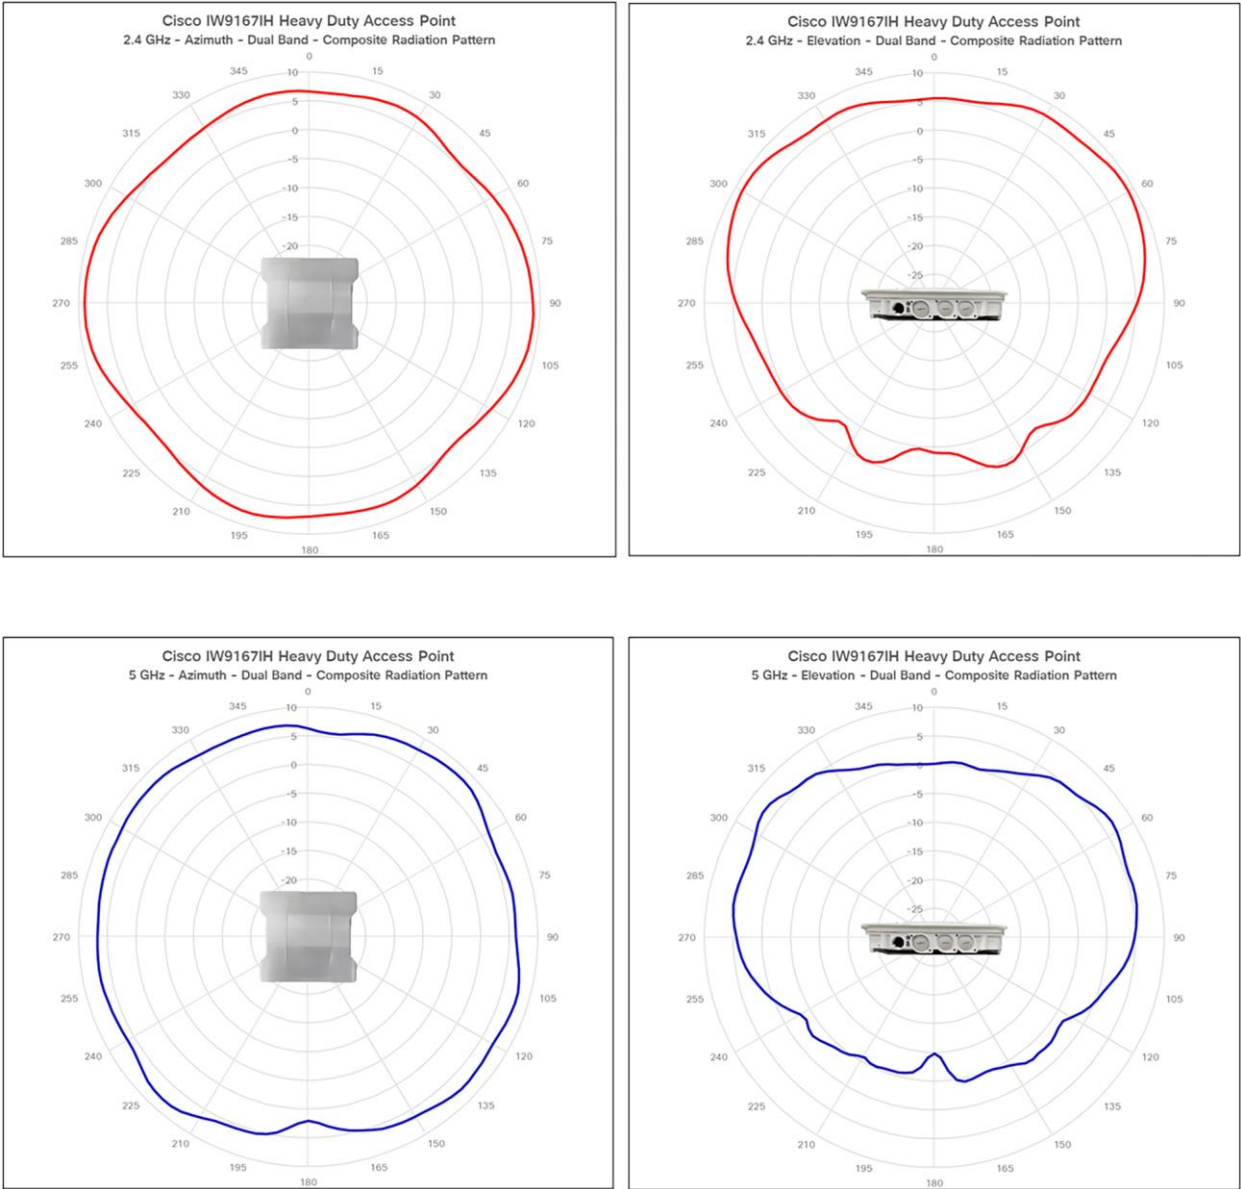 Cisco IW9167IH Heavy Duty Access Point
2.4 GHz - Azimuth - Dual Band - Composite Radiation Pattern
0
345 10 15
330 30
5
315 0 45
-5
300 -10 60
-15
285 -20 75
270 90
255 105
240 120
225 135
210 150
195 165
180
Cisco IW9167IH Heavy Duty Access Point
2.4 GHz - Elevation - Dual Band - Composite Radiation Pattern
0
345 10 15
330 30
5
315 0 45
-5
300 -10 60
-15
285 -20 75
-25
270 90
255 105
240 120
225 135
210 150
195 165
180
Cisco IW9167IH Heavy Duty Access Point
5 GHz - Azimuth - Dual Band - Composite Radiation Pattern
0
345 10 15
330 30
5
315 0 45
-5
300 -10 60
-15
285 -20 75
270 90
255 105
240 120
225 135
210 150
195 165
180
Cisco IW9167IH Heavy Duty Access Point
5 GHz - Elevation - Dual Band - Composite Radiation Pattern
0
345 10 15
330 30
5
315 0 45
-5
300 -10 60
-15
285 -20 75
-25
270 90
255 105
240 120
225 135
210 150
195 165
180